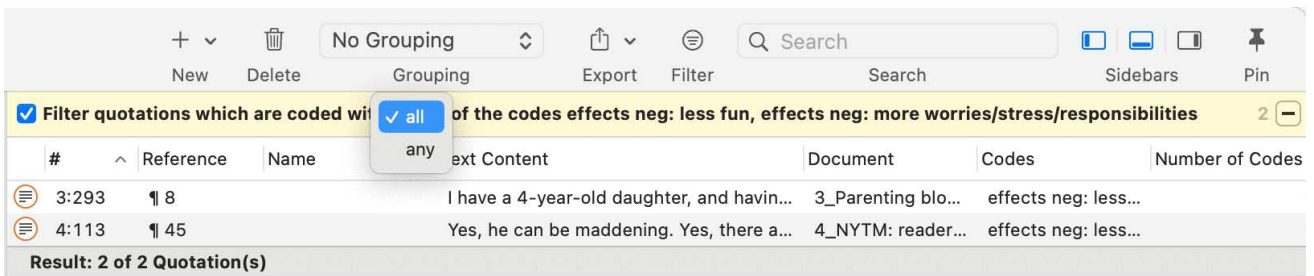 No Grouping Search
New Delete Grouping Export Filter Search Sidebars Pin
Filter quotations which are coded wi all of the codes effects neg: less fun, effects neg: more worries/stress/responsibilities 2
any
# Reference Name ext Content Document Codes Number of Codes
3:293 ¶ 8 I have a 4-year-old daughter, and havin... 3_Parenting blo... effects neg: less...
4:113 ¶ 45 Yes, he can be maddening. Yes, there a... 4_NYTM: reader... effects neg: less...
Result: 2 of 2 Quotation(s)